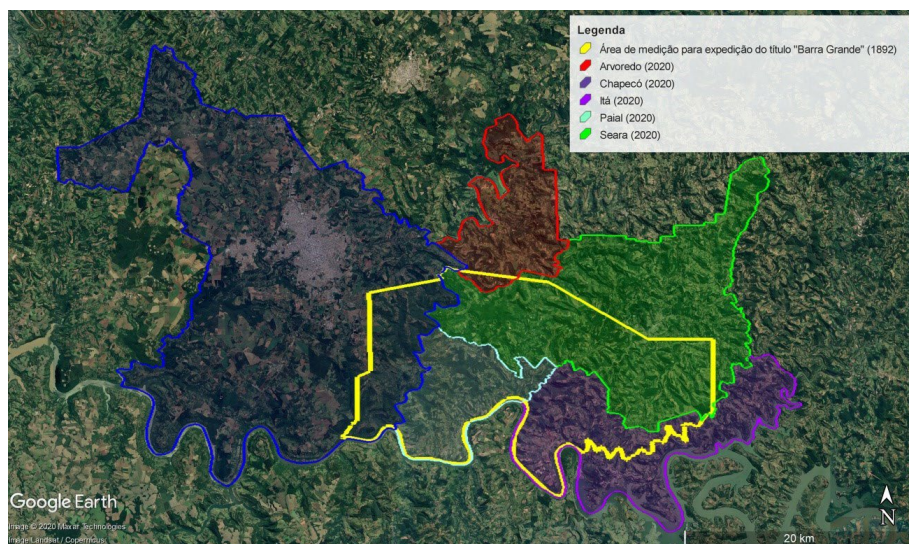 Legenda
Área de medição para expedição do título "Barra Grande" (1892)
Arvoredo (2020)
Chapecó (2020)
Itá (2020)
Paial (2020)
Seara (2020)
Google Earth
Image © 2020 Maxar Technologies
Image Landsat / Copernicus
N
20 km